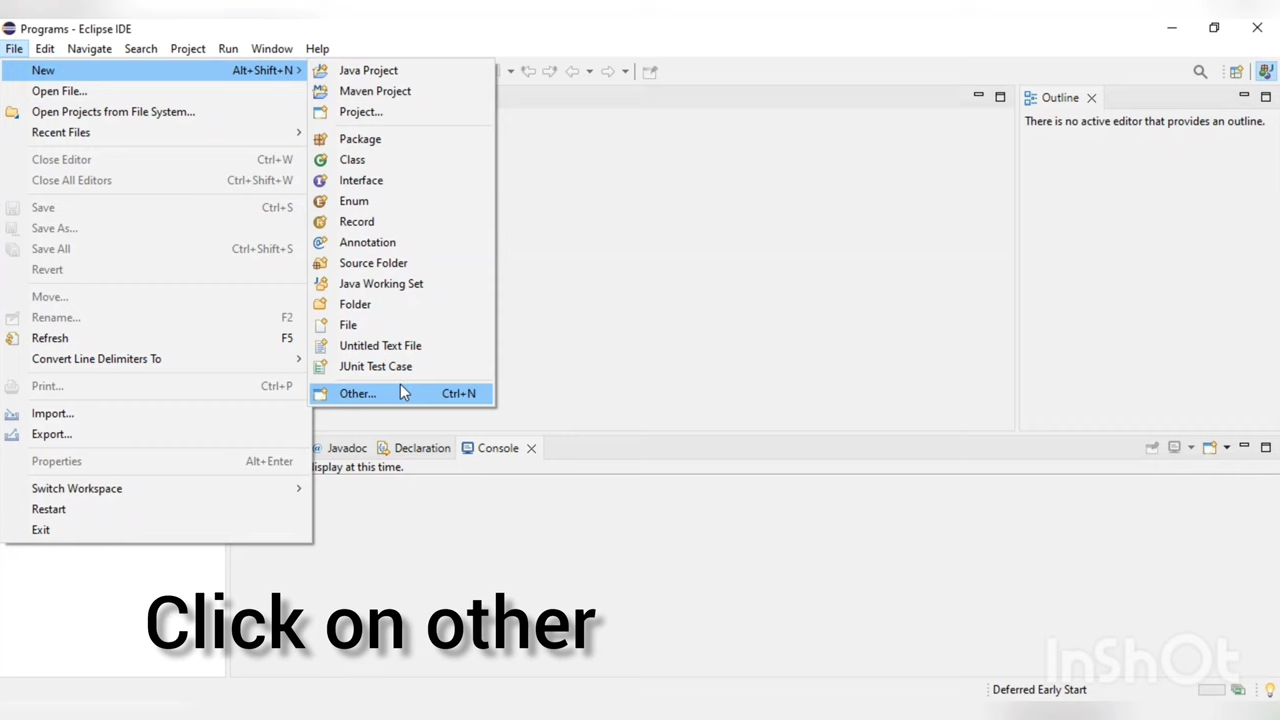 Programs - Eclipse IDE
File Edit Navigate Search Project Run Window Help
New Alt+Shift+N
Open File...
Open Projects from File System...
Recent Files
Close Editor Ctrl+W
Close All Editors Ctrl+Shift+W
Save Ctrl+S
Save As...
Save All Ctrl+Shift+S
Revert
Move...
Rename... F2
Refresh F5
Convert Line Delimiters To
Print... Ctrl+P
Import...
Export...
Properties Alt+Enter
Switch Workspace
Restart
Exit
Java Project
Maven Project
Project...
Package
Class
Interface
Enum
Record
Annotation
Source Folder
Java Working Set
Folder
File
Untitled Text File
JUnit Test Case
Other... Ctrl+N
Outline
There is no active editor that provides an outline.
Javadoc Declaration Console
display at this time.
Click on other
InShOt
Deferred Early Start